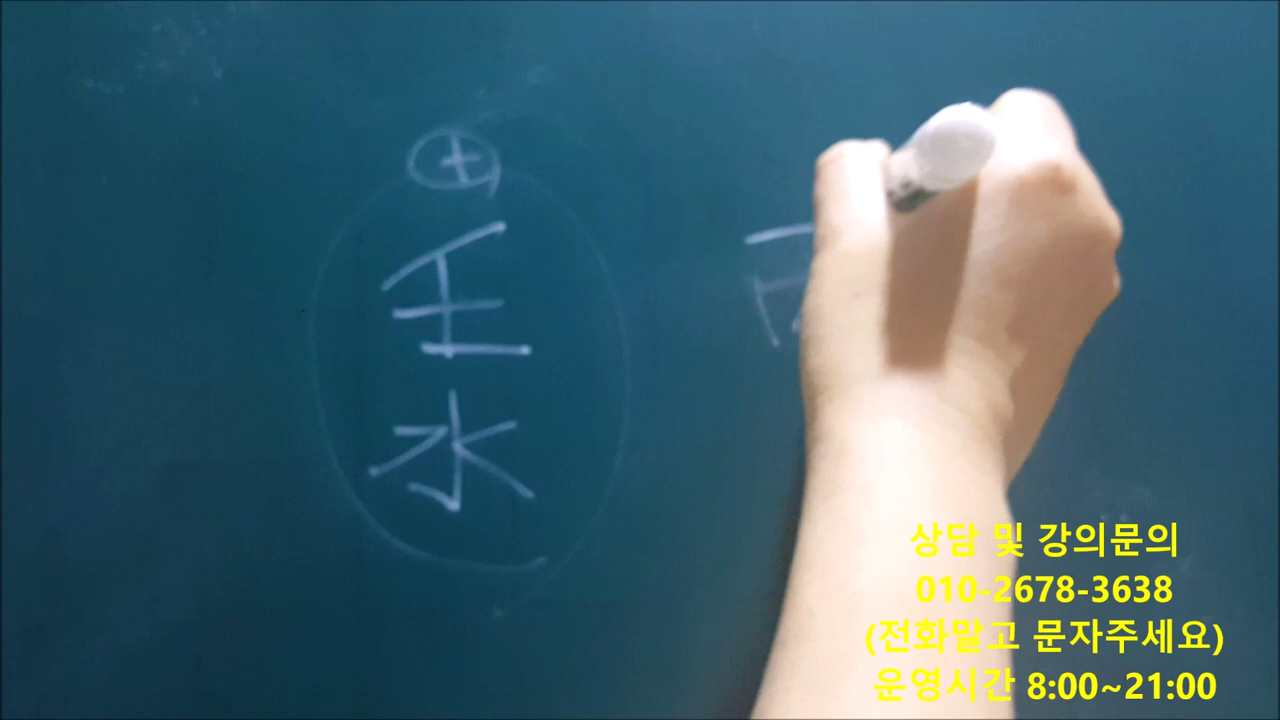 壬
水
상담 및 강의문의
010-2678-3638
(전화말고 문자주세요)
운영시간 8:00~21:00